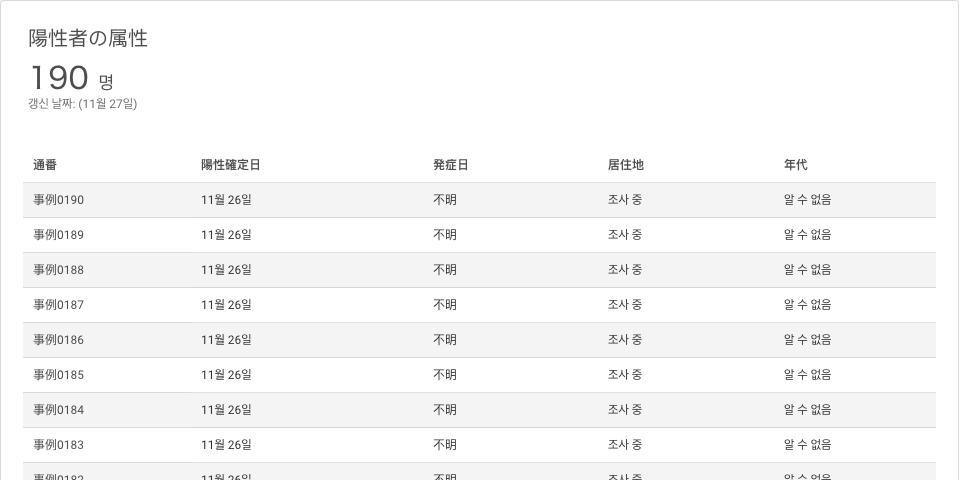 陽性者の属性
190 명
갱신 날짜: (11월 27일)
通番 陽性確定日 発症日 居住地 年代
事例0190 11월 26일 不明 조사 중 알 수 없음
事例0189 11월 26일 不明 조사 중 알 수 없음
事例0188 11월 26일 不明 조사 중 알 수 없음
事例0187 11월 26일 不明 조사 중 알 수 없음
事例0186 11월 26일 不明 조사 중 알 수 없음
事例0185 11월 26일 不明 조사 중 알 수 없음
事例0184 11월 26일 不明 조사 중 알 수 없음
事例0183 11월 26일 不明 조사 중 알 수 없음
事例0182 11월 26일 不明 조사 중 알 수 없음